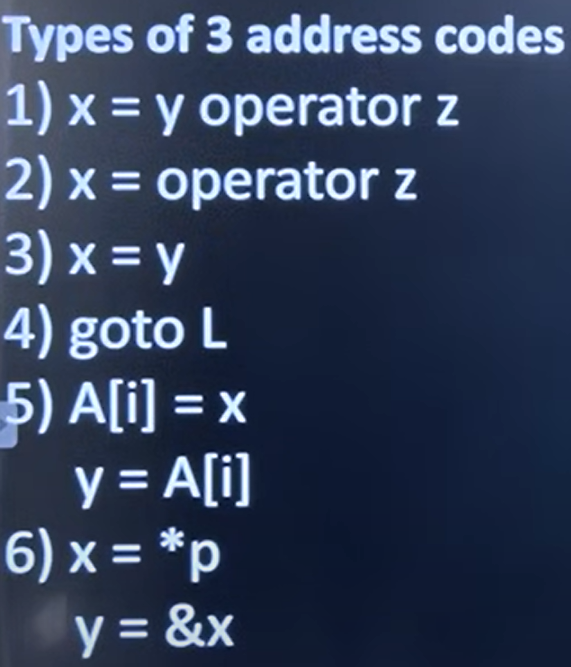 Types of 3 address codes
1) x = y operator z
2) x = operator z
3) x = y
4) goto L
5) A[i] = x
y = A[i]
6) x = *p
y = &x